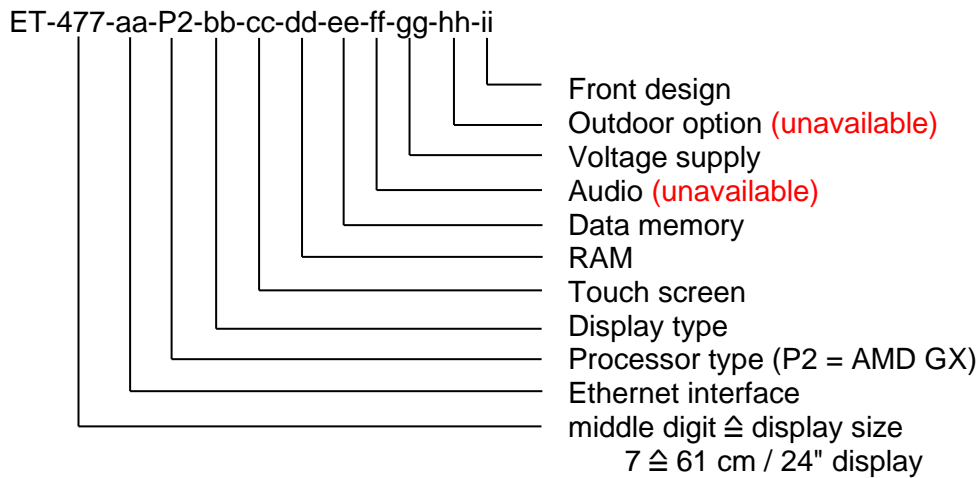 ET-477-aa-P2-bb-cc-dd-ee-ff-gg-hh-ii
Front design
Outdoor option (unavailable)
Voltage supply
Audio (unavailable)
Data memory
RAM
Touch screen
Display type
Processor type (P2 = AMD GX)
Ethernet interface
middle digit ≙ display size
7 ≙ 61 cm / 24" display